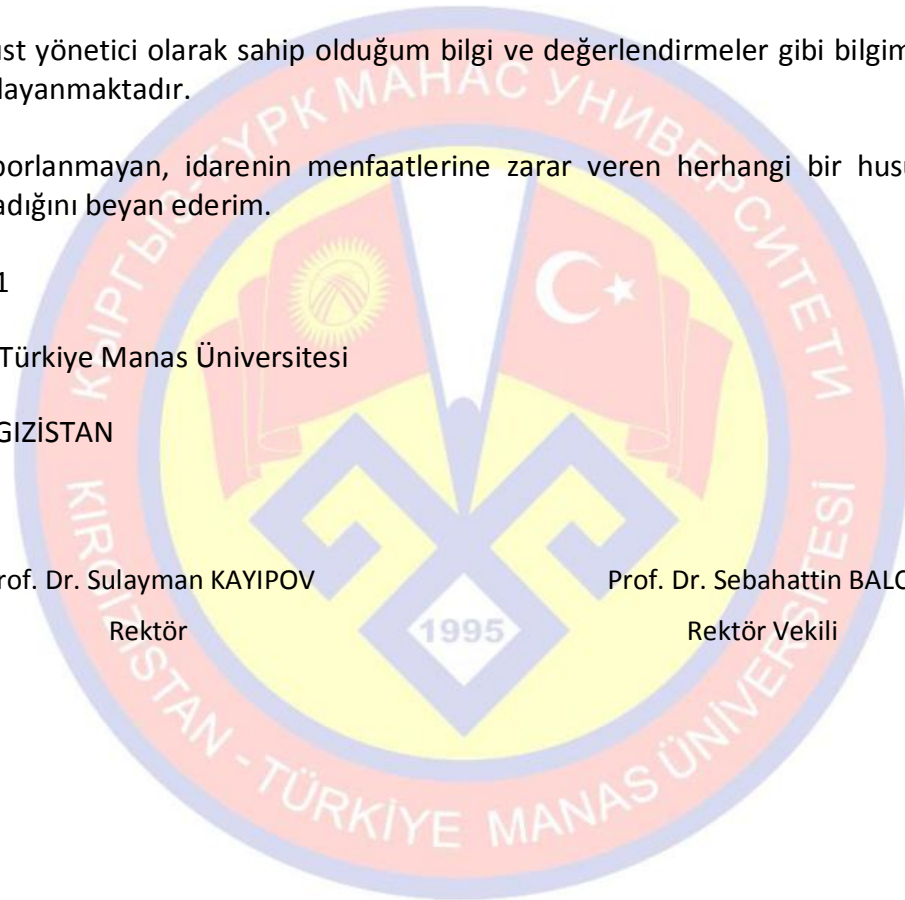 üst yönetici olarak sahip olduğum bilgi ve değerlendirmeler gibi bilgim
dayanmaktadır.
porlanmayan, idarenin menfaatlerine zarar veren herhangi bir husu
adığını beyan ederim.
1
Türkiye Manas Üniversitesi
GIZİSTAN
rof. Dr. Sulayman KAYIPOV Prof. Dr. Sebahattin BALC
Rektör Rektör Vekili
КЫРГЫЗ-ТҮРК МАНАС УНИВЕРСИТЕТИ
1995
KIRGIZİSTAN - TÜRKİYE MANAS ÜNİVERSİTESİ